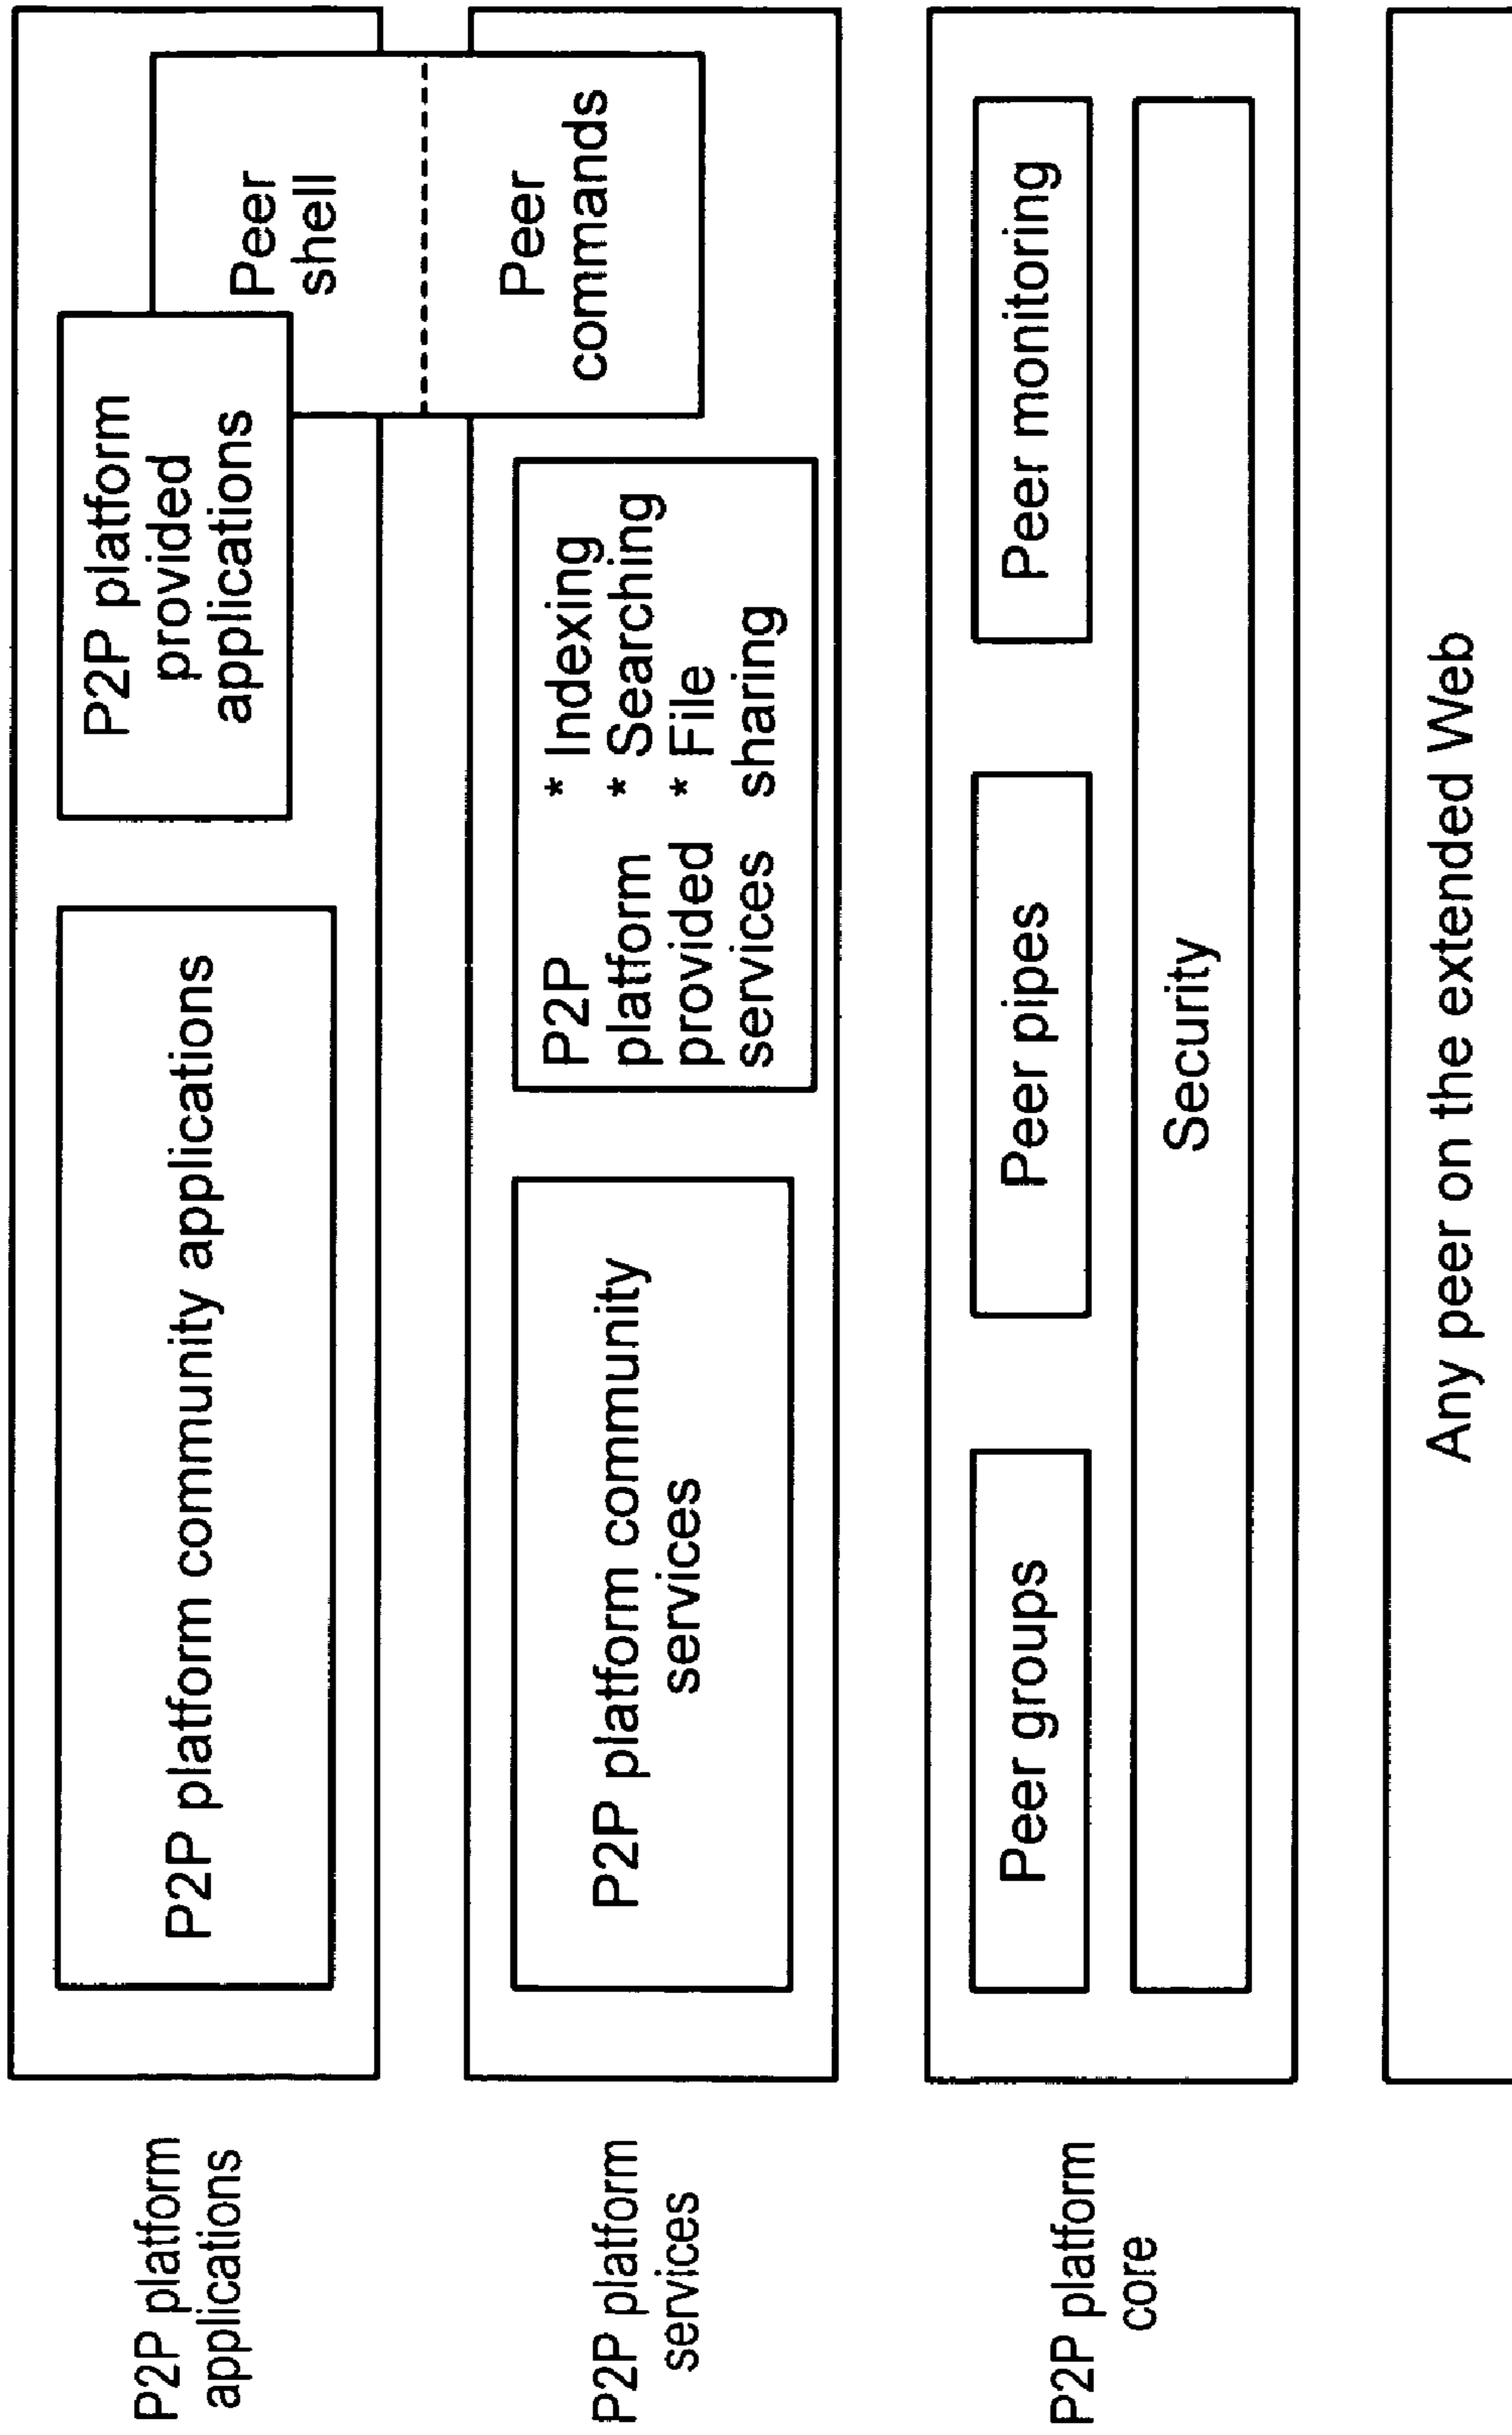 P2P platform
applications
P2P platform community applications
P2P platform
provided
applications
Peer
shell
P2P platform
services
P2P platform community
services
P2P
platform
provided
services
* Indexing
* Searching
* File
sharing
Peer
commands
P2P platform
core
Peer groups
Peer pipes
Peer monitoring
Security
Any peer on the extended Web